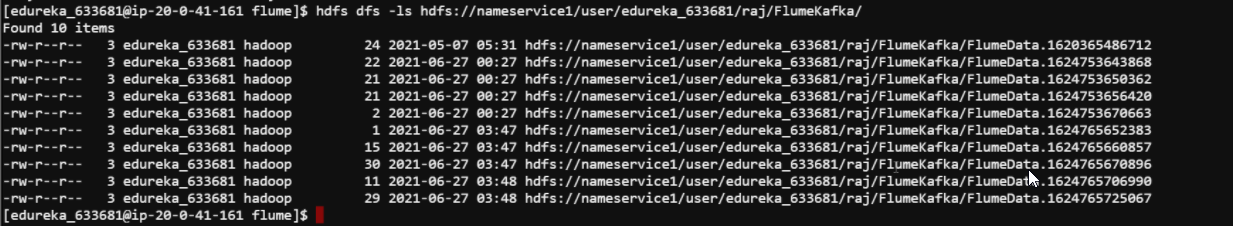 [edureka_633681@ip-20-0-41-161 flume]$ hdfs dfs -ls hdfs://nameservice1/user/edureka_633681/raj/FlumeKafka/
Found 10 items
-rw-r--r--   3 edureka_633681 hadoop         24 2021-05-07 05:31 hdfs://nameservice1/user/edureka_633681/raj/FlumeKafka/FlumeData.1620365486712
-rw-r--r--   3 edureka_633681 hadoop         22 2021-06-27 00:27 hdfs://nameservice1/user/edureka_633681/raj/FlumeKafka/FlumeData.1624753643868
-rw-r--r--   3 edureka_633681 hadoop         21 2021-06-27 00:27 hdfs://nameservice1/user/edureka_633681/raj/FlumeKafka/FlumeData.1624753650362
-rw-r--r--   3 edureka_633681 hadoop         21 2021-06-27 00:27 hdfs://nameservice1/user/edureka_633681/raj/FlumeKafka/FlumeData.1624753656420
-rw-r--r--   3 edureka_633681 hadoop          2 2021-06-27 00:27 hdfs://nameservice1/user/edureka_633681/raj/FlumeKafka/FlumeData.1624753670663
-rw-r--r--   3 edureka_633681 hadoop          1 2021-06-27 03:47 hdfs://nameservice1/user/edureka_633681/raj/FlumeKafka/FlumeData.1624765652383
-rw-r--r--   3 edureka_633681 hadoop         15 2021-06-27 03:47 hdfs://nameservice1/user/edureka_633681/raj/FlumeKafka/FlumeData.1624765660857
-rw-r--r--   3 edureka_633681 hadoop         30 2021-06-27 03:47 hdfs://nameservice1/user/edureka_633681/raj/FlumeKafka/FlumeData.1624765670896
-rw-r--r--   3 edureka_633681 hadoop         11 2021-06-27 03:48 hdfs://nameservice1/user/edureka_633681/raj/FlumeKafka/FlumeData.1624765706990
-rw-r--r--   3 edureka_633681 hadoop         29 2021-06-27 03:48 hdfs://nameservice1/user/edureka_633681/raj/FlumeKafka/FlumeData.1624765725067
[edureka_633681@ip-20-0-41-161 flume]$